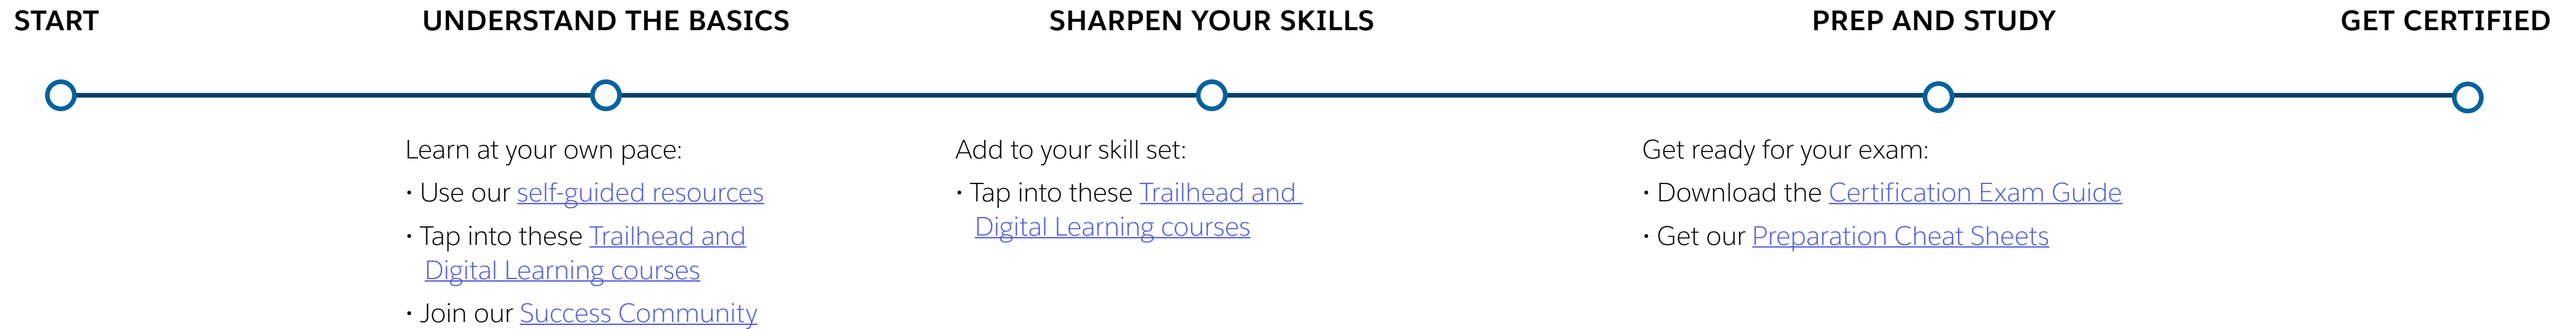 START
UNDERSTAND THE BASICS
SHARPEN YOUR SKILLS
PREP AND STUDY
GET CERTIFIED
Learn at your own pace:
· Use our self-guided resources
· Tap into these Trailhead and
Digital Learning courses
· Join our Success Community
Add to your skill set:
· Tap into these Trailhead and
Digital Learning courses
Get ready for your exam:
· Download the Certification Exam Guide
· Get our Preparation Cheat Sheets